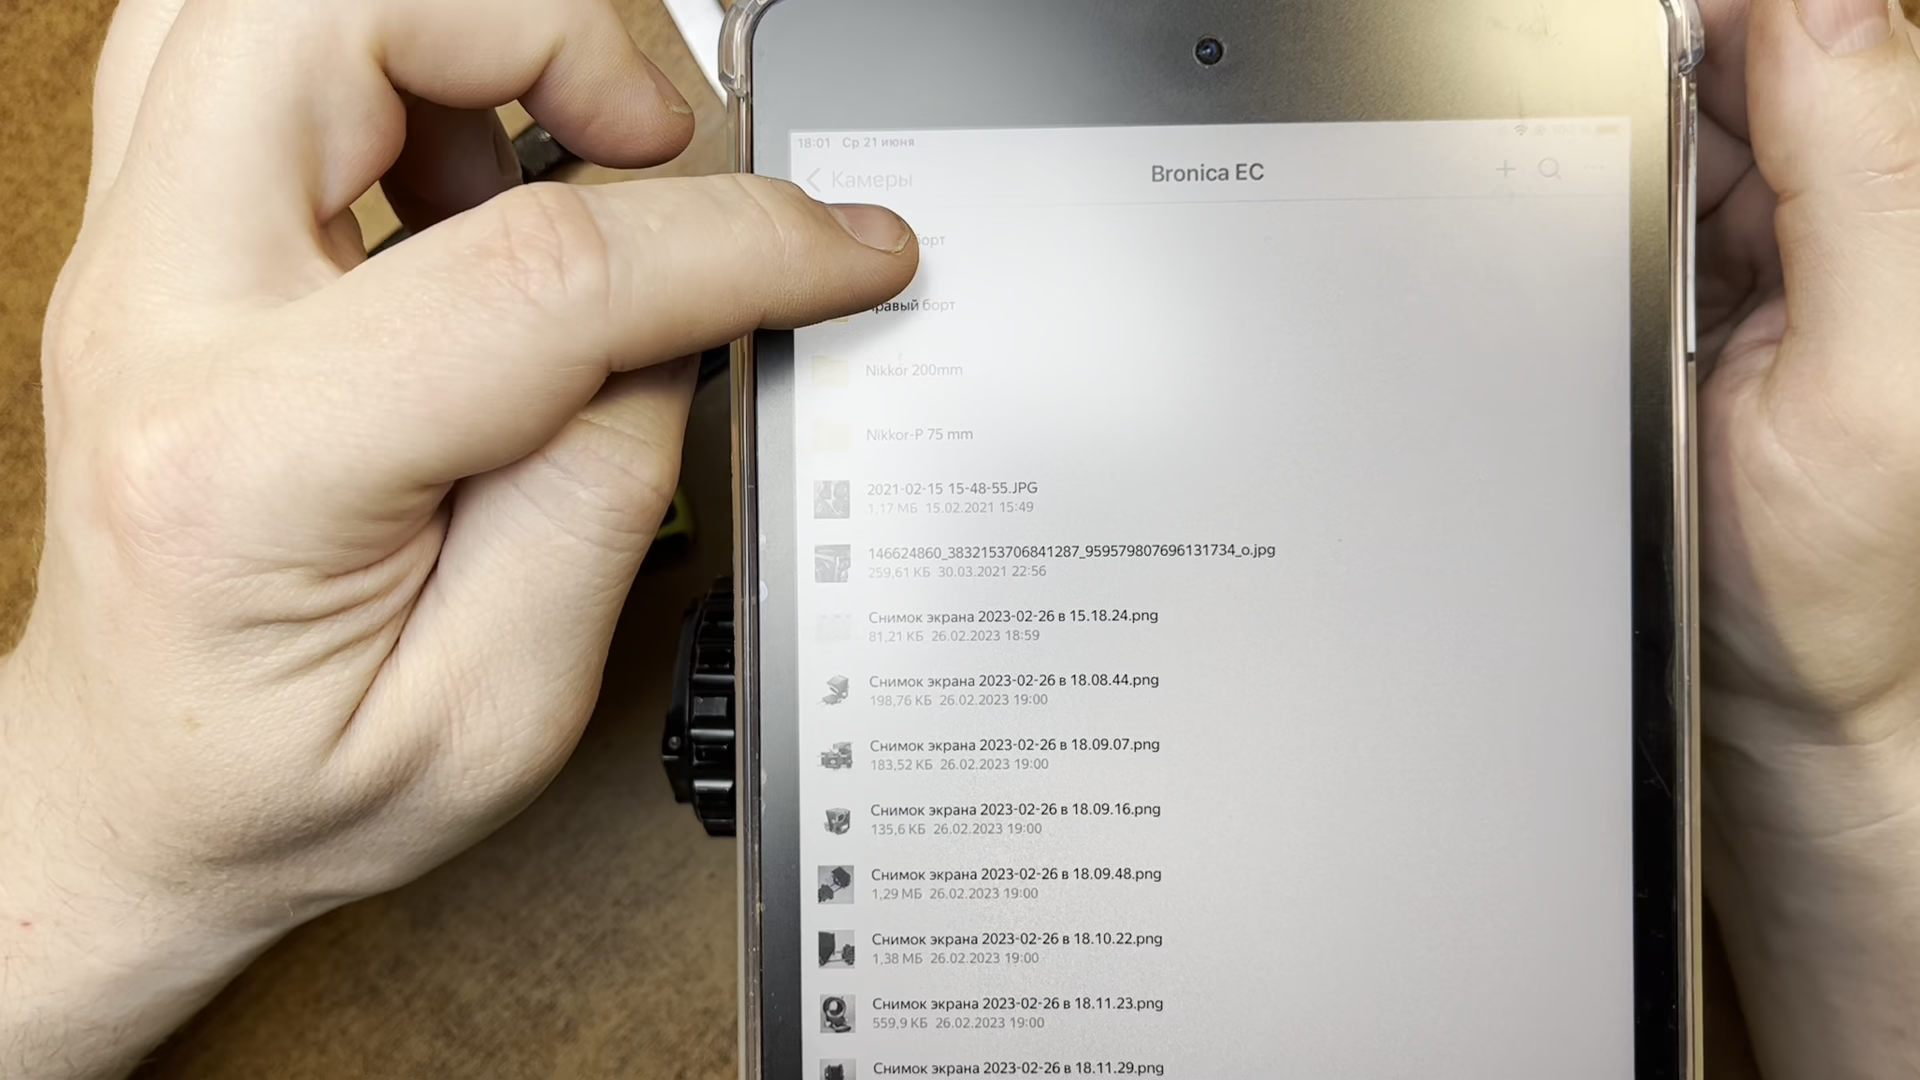 18:01 Ср 21 июня
Камеры
Bronica EC
борт
равый борт
Nikkor 200mm
Nikkor-P 75 mm
2021-02-15 15-48-55.JPG
1,17 МБ 15.02.2021 15:49
146624860_3832153706841287_959579807696131734_o.jpg
259,61 КБ 30.03.2021 22:56
Снимок экрана 2023-02-26 в 15.18.24.png
81,21 КБ 26.02.2023 18:59
Снимок экрана 2023-02-26 в 18.08.44.png
198,76 КБ 26.02.2023 19:00
Снимок экрана 2023-02-26 в 18.09.07.png
183,52 КБ 26.02.2023 19:00
Снимок экрана 2023-02-26 в 18.09.16.png
135,6 КБ 26.02.2023 19:00
Снимок экрана 2023-02-26 в 18.09.48.png
1,29 МБ 26.02.2023 19:00
Снимок экрана 2023-02-26 в 18.10.22.png
1,38 МБ 26.02.2023 19:00
Снимок экрана 2023-02-26 в 18.11.23.png
559,9 КБ 26.02.2023 19:00
Снимок экрана 2023-02-26 в 18.11.29.png